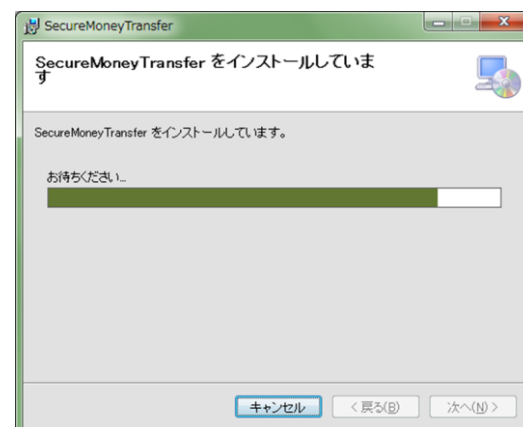 SecureMoneyTransfer
SecureMoneyTransfer をインストールしていま
す
SecureMoneyTransfer をインストールしています。
お待ちください...
キャンセル
< 戻る(B)
次へ(N) >